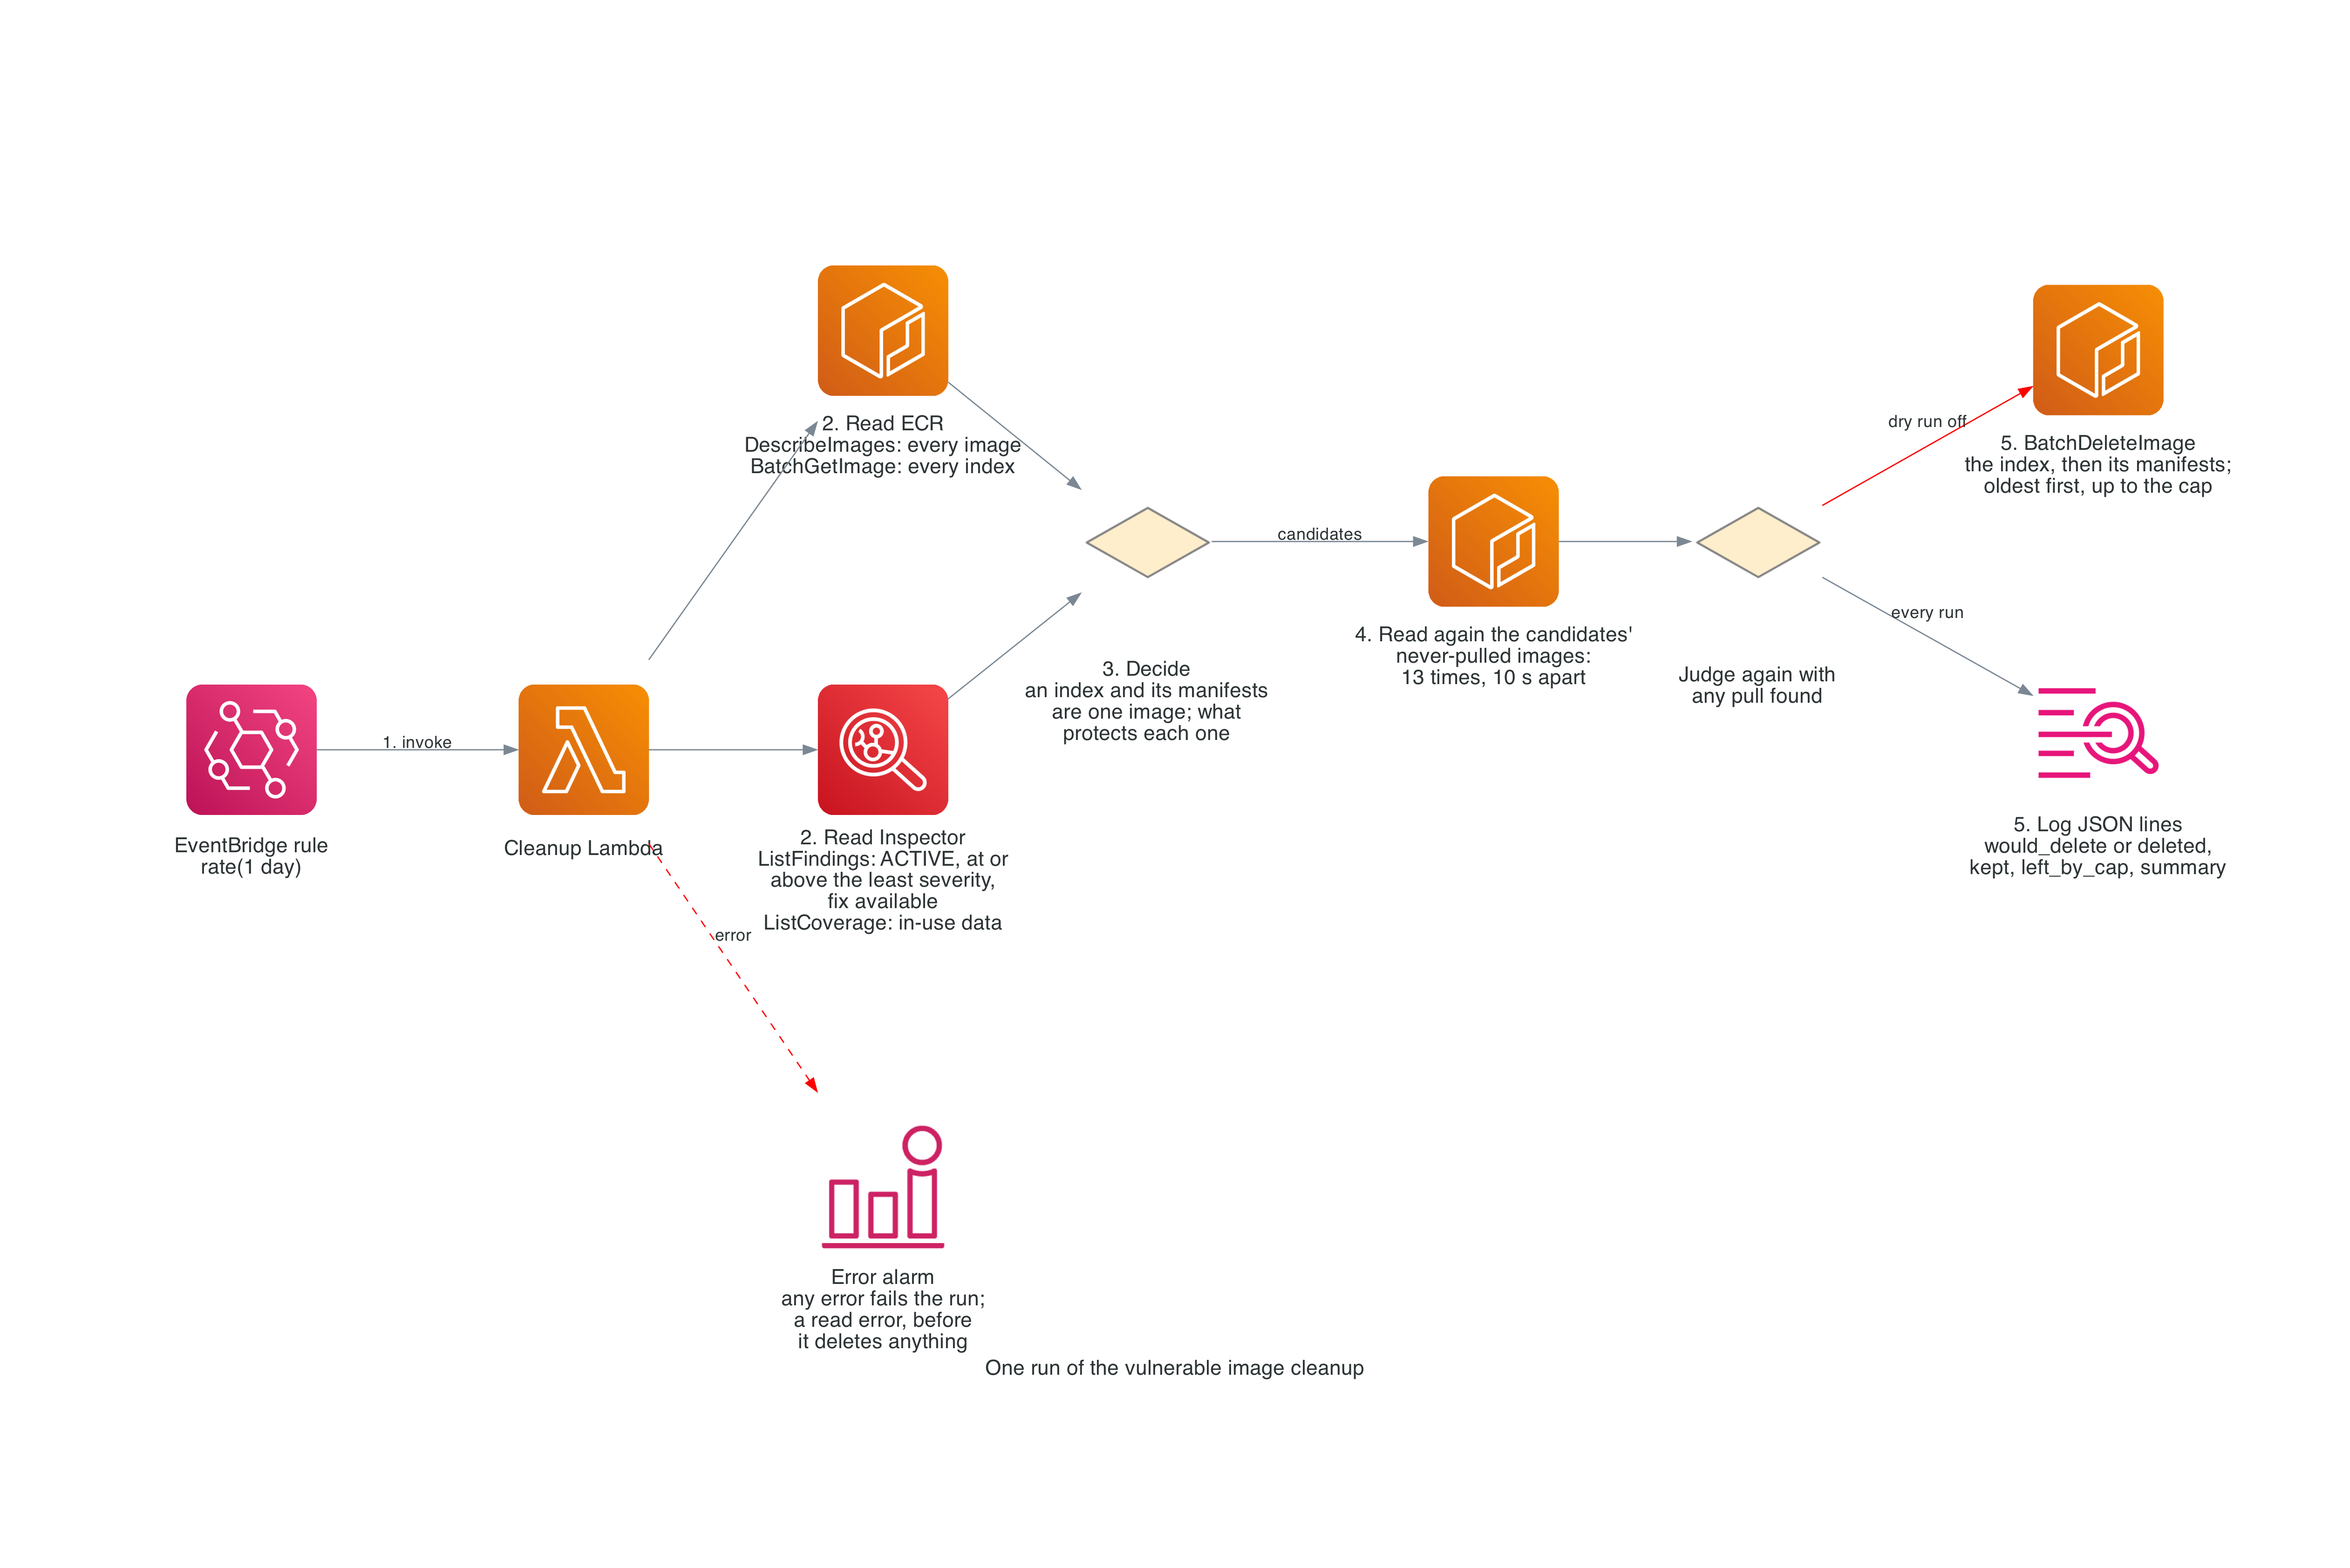 2. Read ECR
DescribeImages: every image
BatchGetImage: every index
dry run off
5. BatchDeleteImage
the index, then its manifests;
oldest first, up to the cap
candidates
4. Read again the candidates'
never-pulled images:
13 times, 10 s apart
every run
3. Decide
an index and its manifests
are one image; what
protects each one
Judge again with
any pull found
1. invoke
EventBridge rule
rate(1 day)
Cleanup Lambda
2. Read Inspector
ListFindings: ACTIVE, at or
above the least severity,
fix available
ListCoverage: in-use data
5. Log JSON lines
would_delete or deleted,
kept, left_by_cap, summary
error
Error alarm
any error fails the run;
a read error, before
it deletes anything
One run of the vulnerable image cleanup